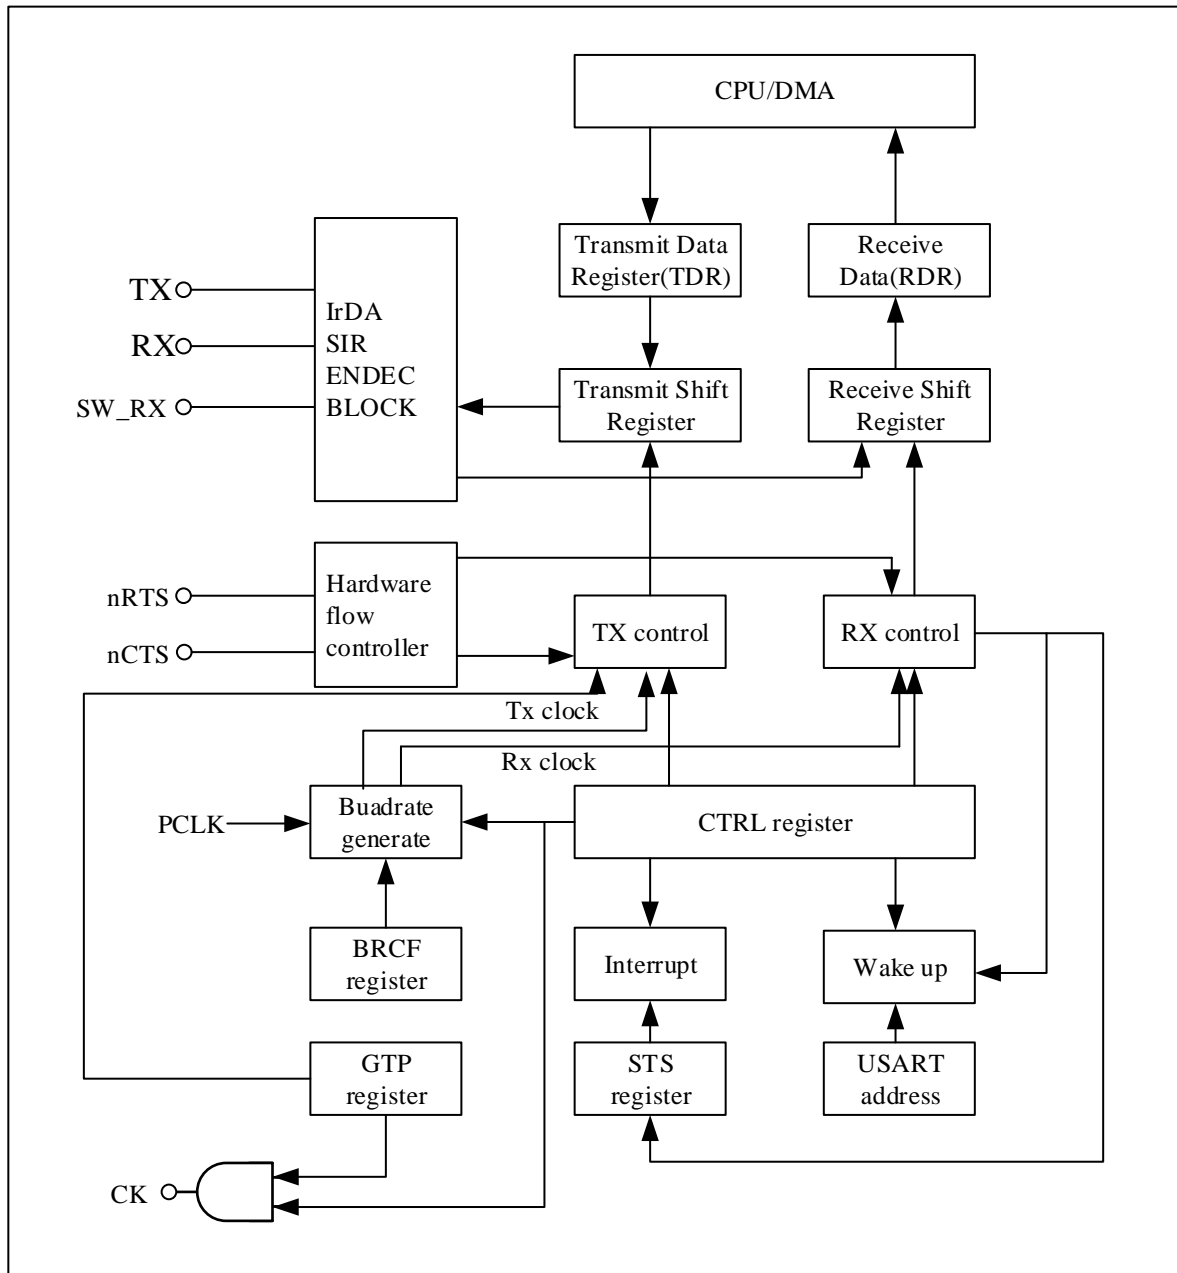 CPU/DMA
Transmit Data
Register(TDR)
Receive
Data(RDR)
TX
RX
SW_RX
IrDA
SIR
ENDEC
BLOCK
Transmit Shift
Register
Receive Shift
Register
nRTS
nCTS
Hardware
flow
controller
TX control
RX control
Tx clock
Rx clock
PCLK
Buadrate
generate
CTRL register
BRCF
register
Interrupt
Wake up
GTP
register
STS
register
USART
address
CK